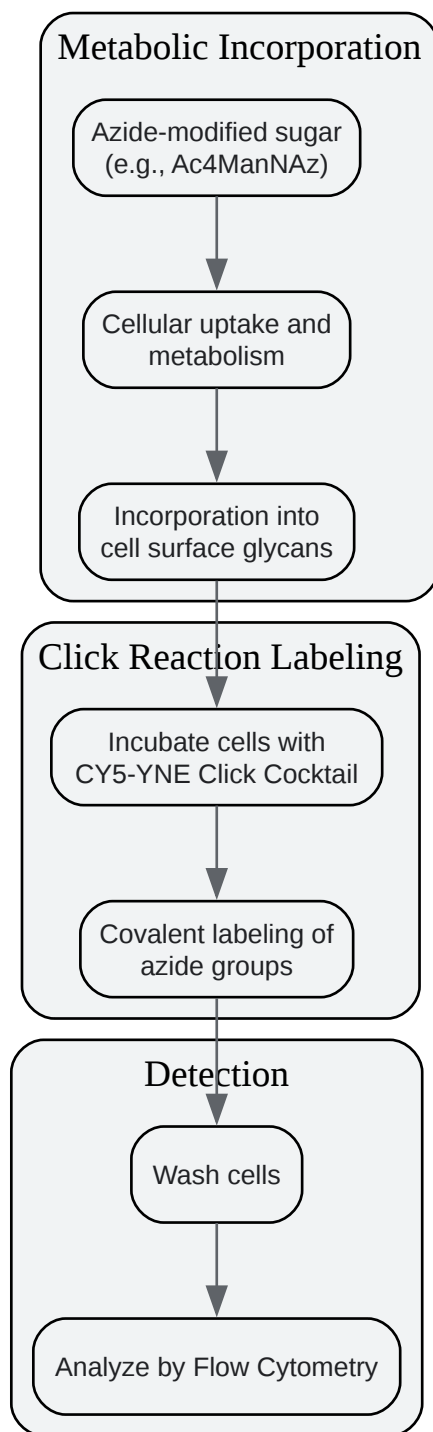 Metabolic Incorporation
Azide-modified sugar
(e.g., Ac4ManNAz)
Cellular uptake and
metabolism
Incorporation into
cell surface glycans
Click Reaction Labeling
Incubate cells with
CY5-YNE Click Cocktail
Covalent labeling of
azide groups
Detection
Wash cells
Analyze by Flow Cytometry